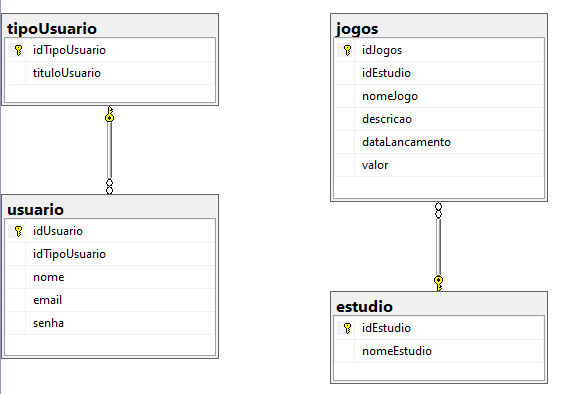 tipoUsuario
idTipoUsuario
tituloUsuario
usuario
idUsuario
idTipoUsuario
nome
email
senha
jogos
idJogos
idEstudio
nomeJogo
descricao
dataLancamento
valor
estudio
idEstudio
nomeEstudio